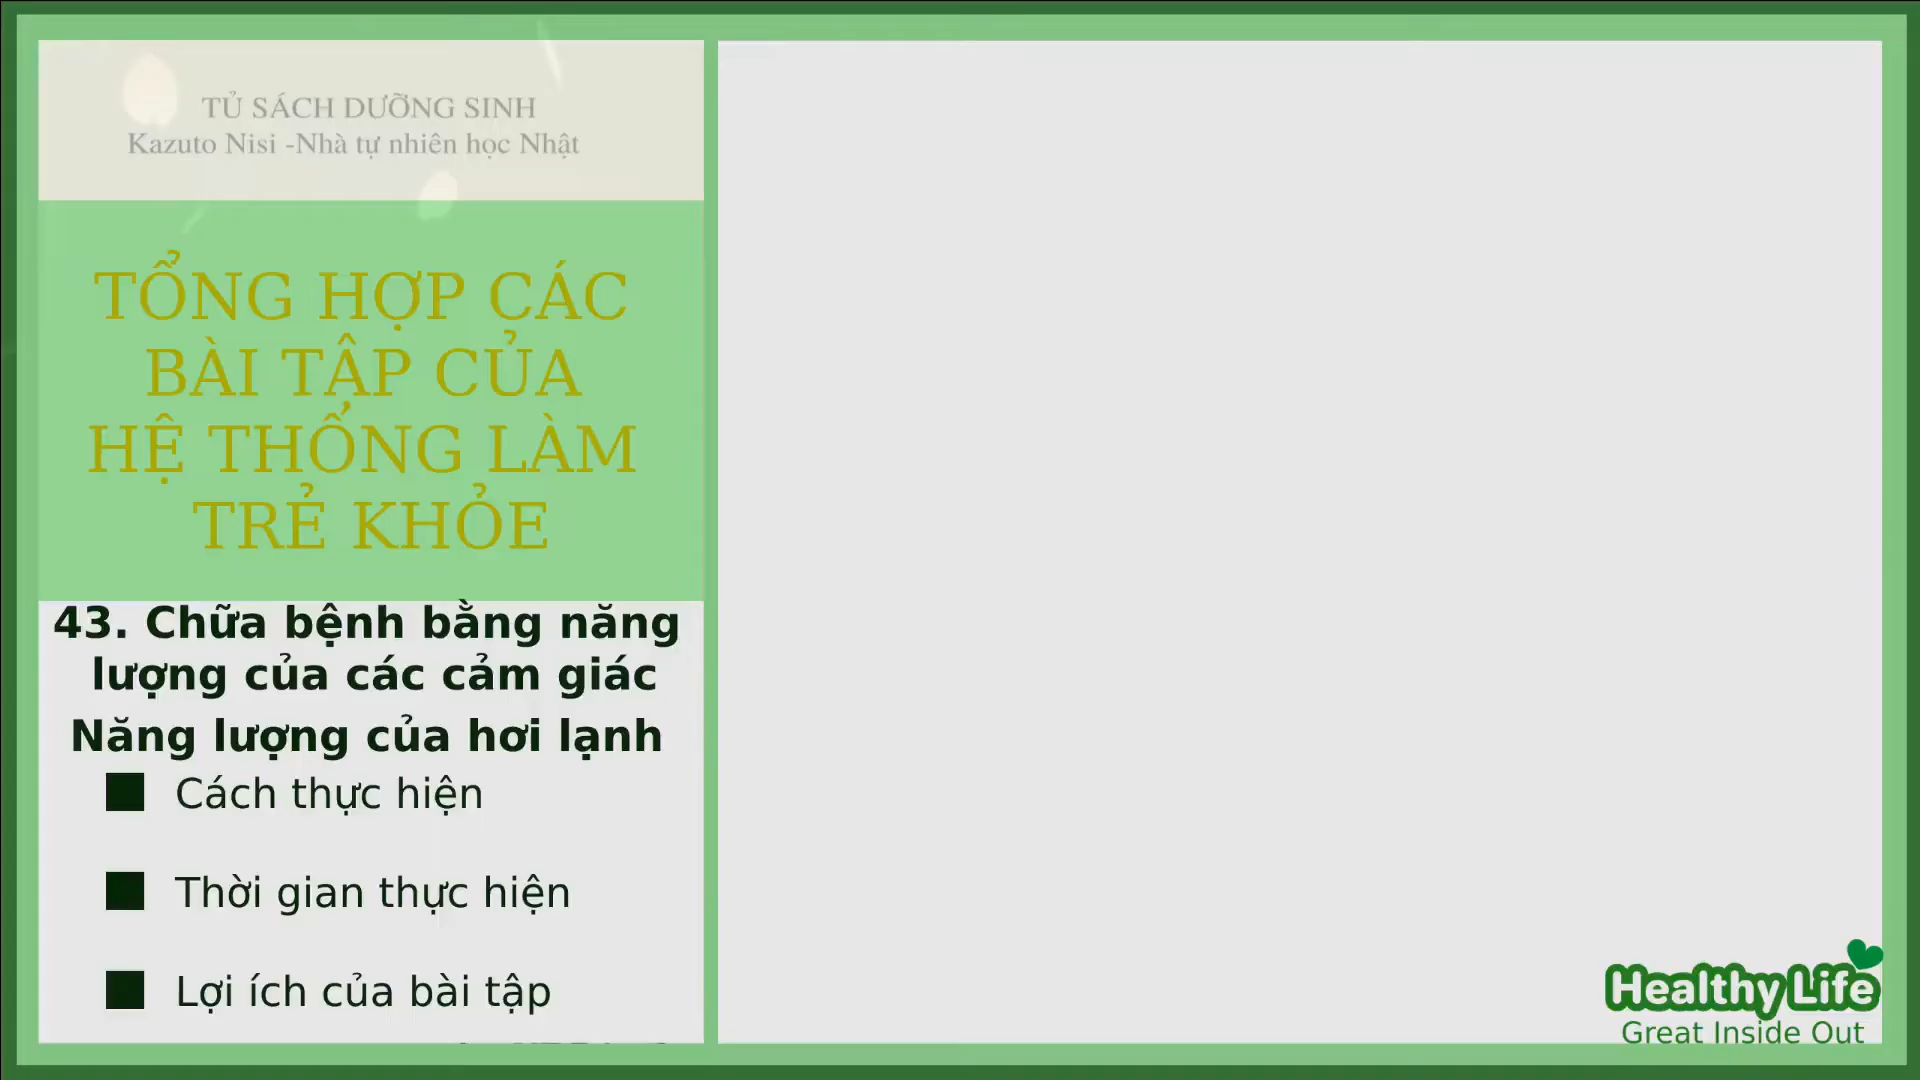 TỦ SÁCH DƯỠNG SINH
Kazuto Nisi -Nhà tự nhiên học Nhật
TỔNG HỢP CÁC
BÀI TẬP CỦA
HỆ THỐNG LÀM
TRẺ KHỎE
43. Chữa bệnh bằng năng
lượng của các cảm giác
Năng lượng của hơi lạnh
Cách thực hiện
Thời gian thực hiện
Lợi ích của bài tập
Healthy Life
Great Inside Out